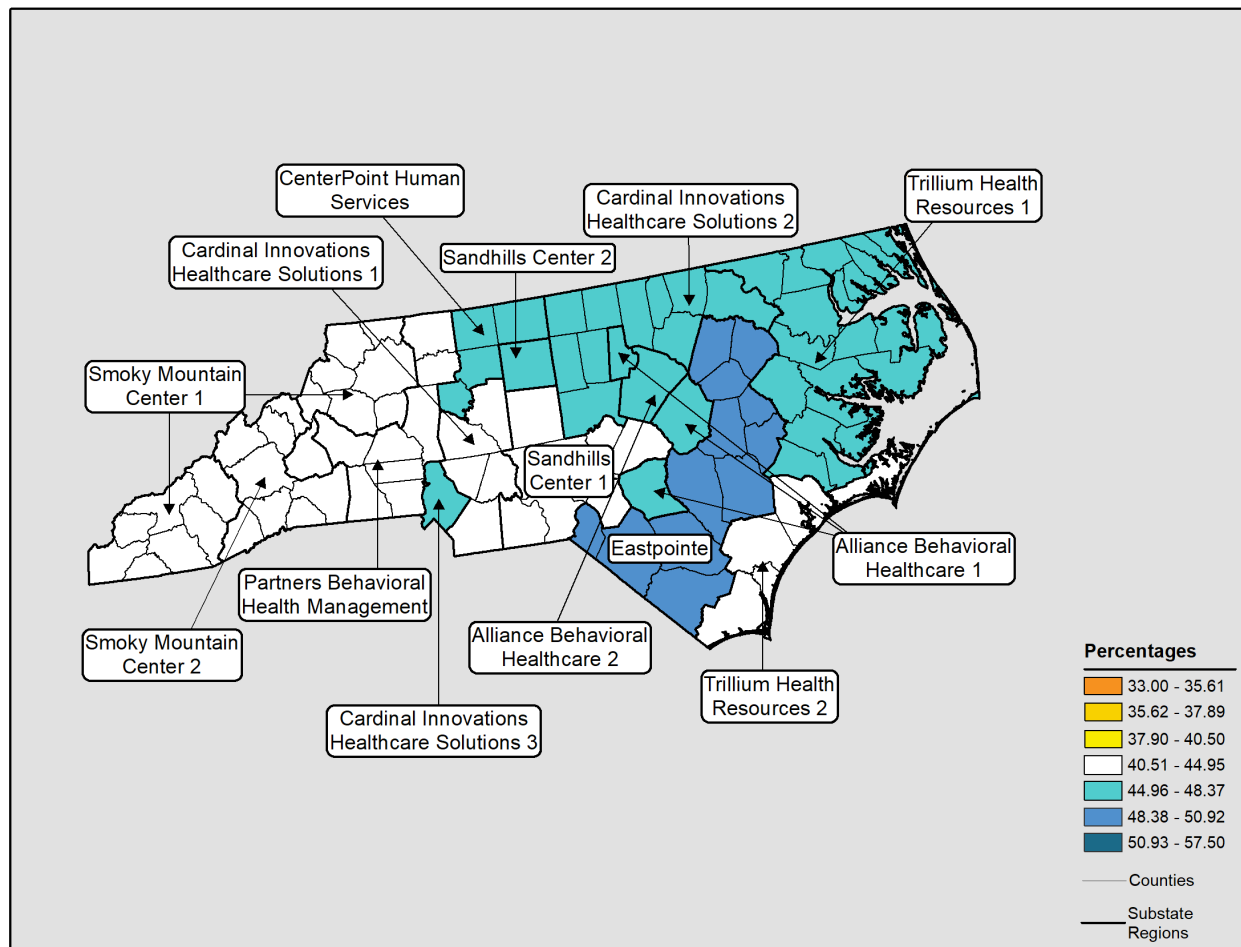 CenterPoint Human
Services
Cardinal Innovations
Healthcare Solutions 2
Trillium Health
Resources 1
Cardinal Innovations
Healthcare Solutions 1
Sandhills Center 2
Smoky Mountain
Center 1
Sandhills
Center 1
Eastpointe
Alliance Behavioral
Healthcare 1
Partners Behavioral
Health Management
Smoky Mountain
Center 2
Alliance Behavioral
Healthcare 2
Trillium Health
Resources 2
Cardinal Innovations
Healthcare Solutions 3
Percentages
33.00 - 35.61
35.62 - 37.89
37.90 - 40.50
40.51 - 44.95
44.96 - 48.37
48.38 - 50.92
50.93 - 57.50
Counties
Substate
Regions